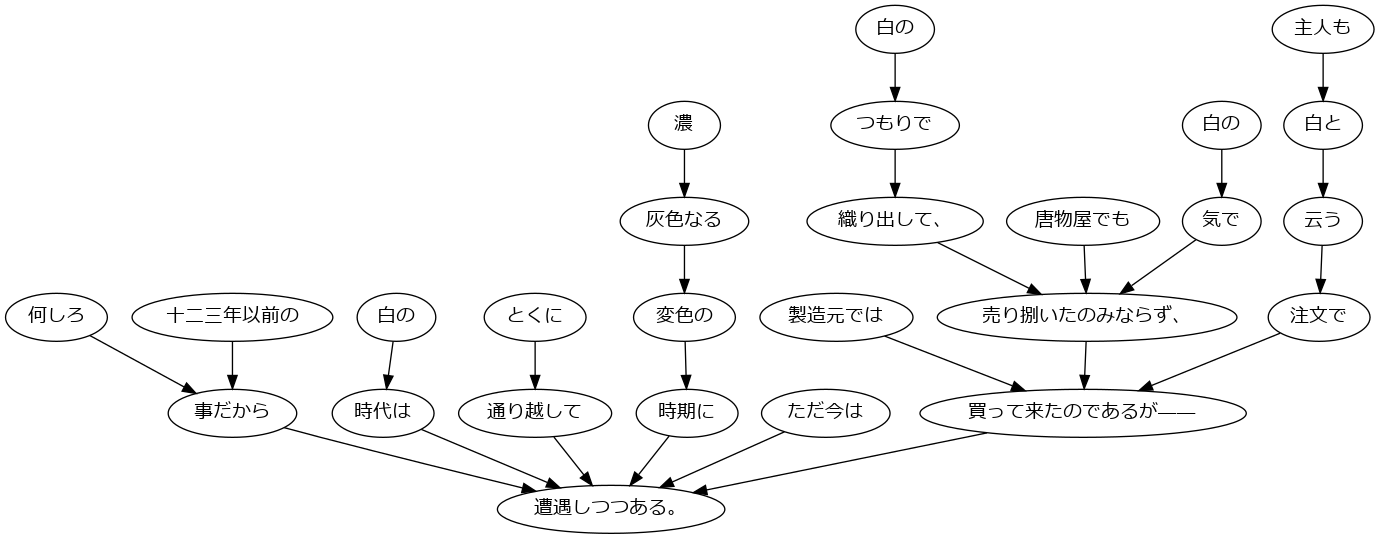 白の
主人も
濃
つもりで
白の
白と
灰色なる
織り出して、
唐物屋でも
気で
云う
何しろ
十二三年以前の
白の
とくに
変色の
製造元では
売り捌いたのみならず、
注文で
事だから
時代は
通り越して
時期に
ただ今は
買って来たのであるが——
遭遇しつつある。